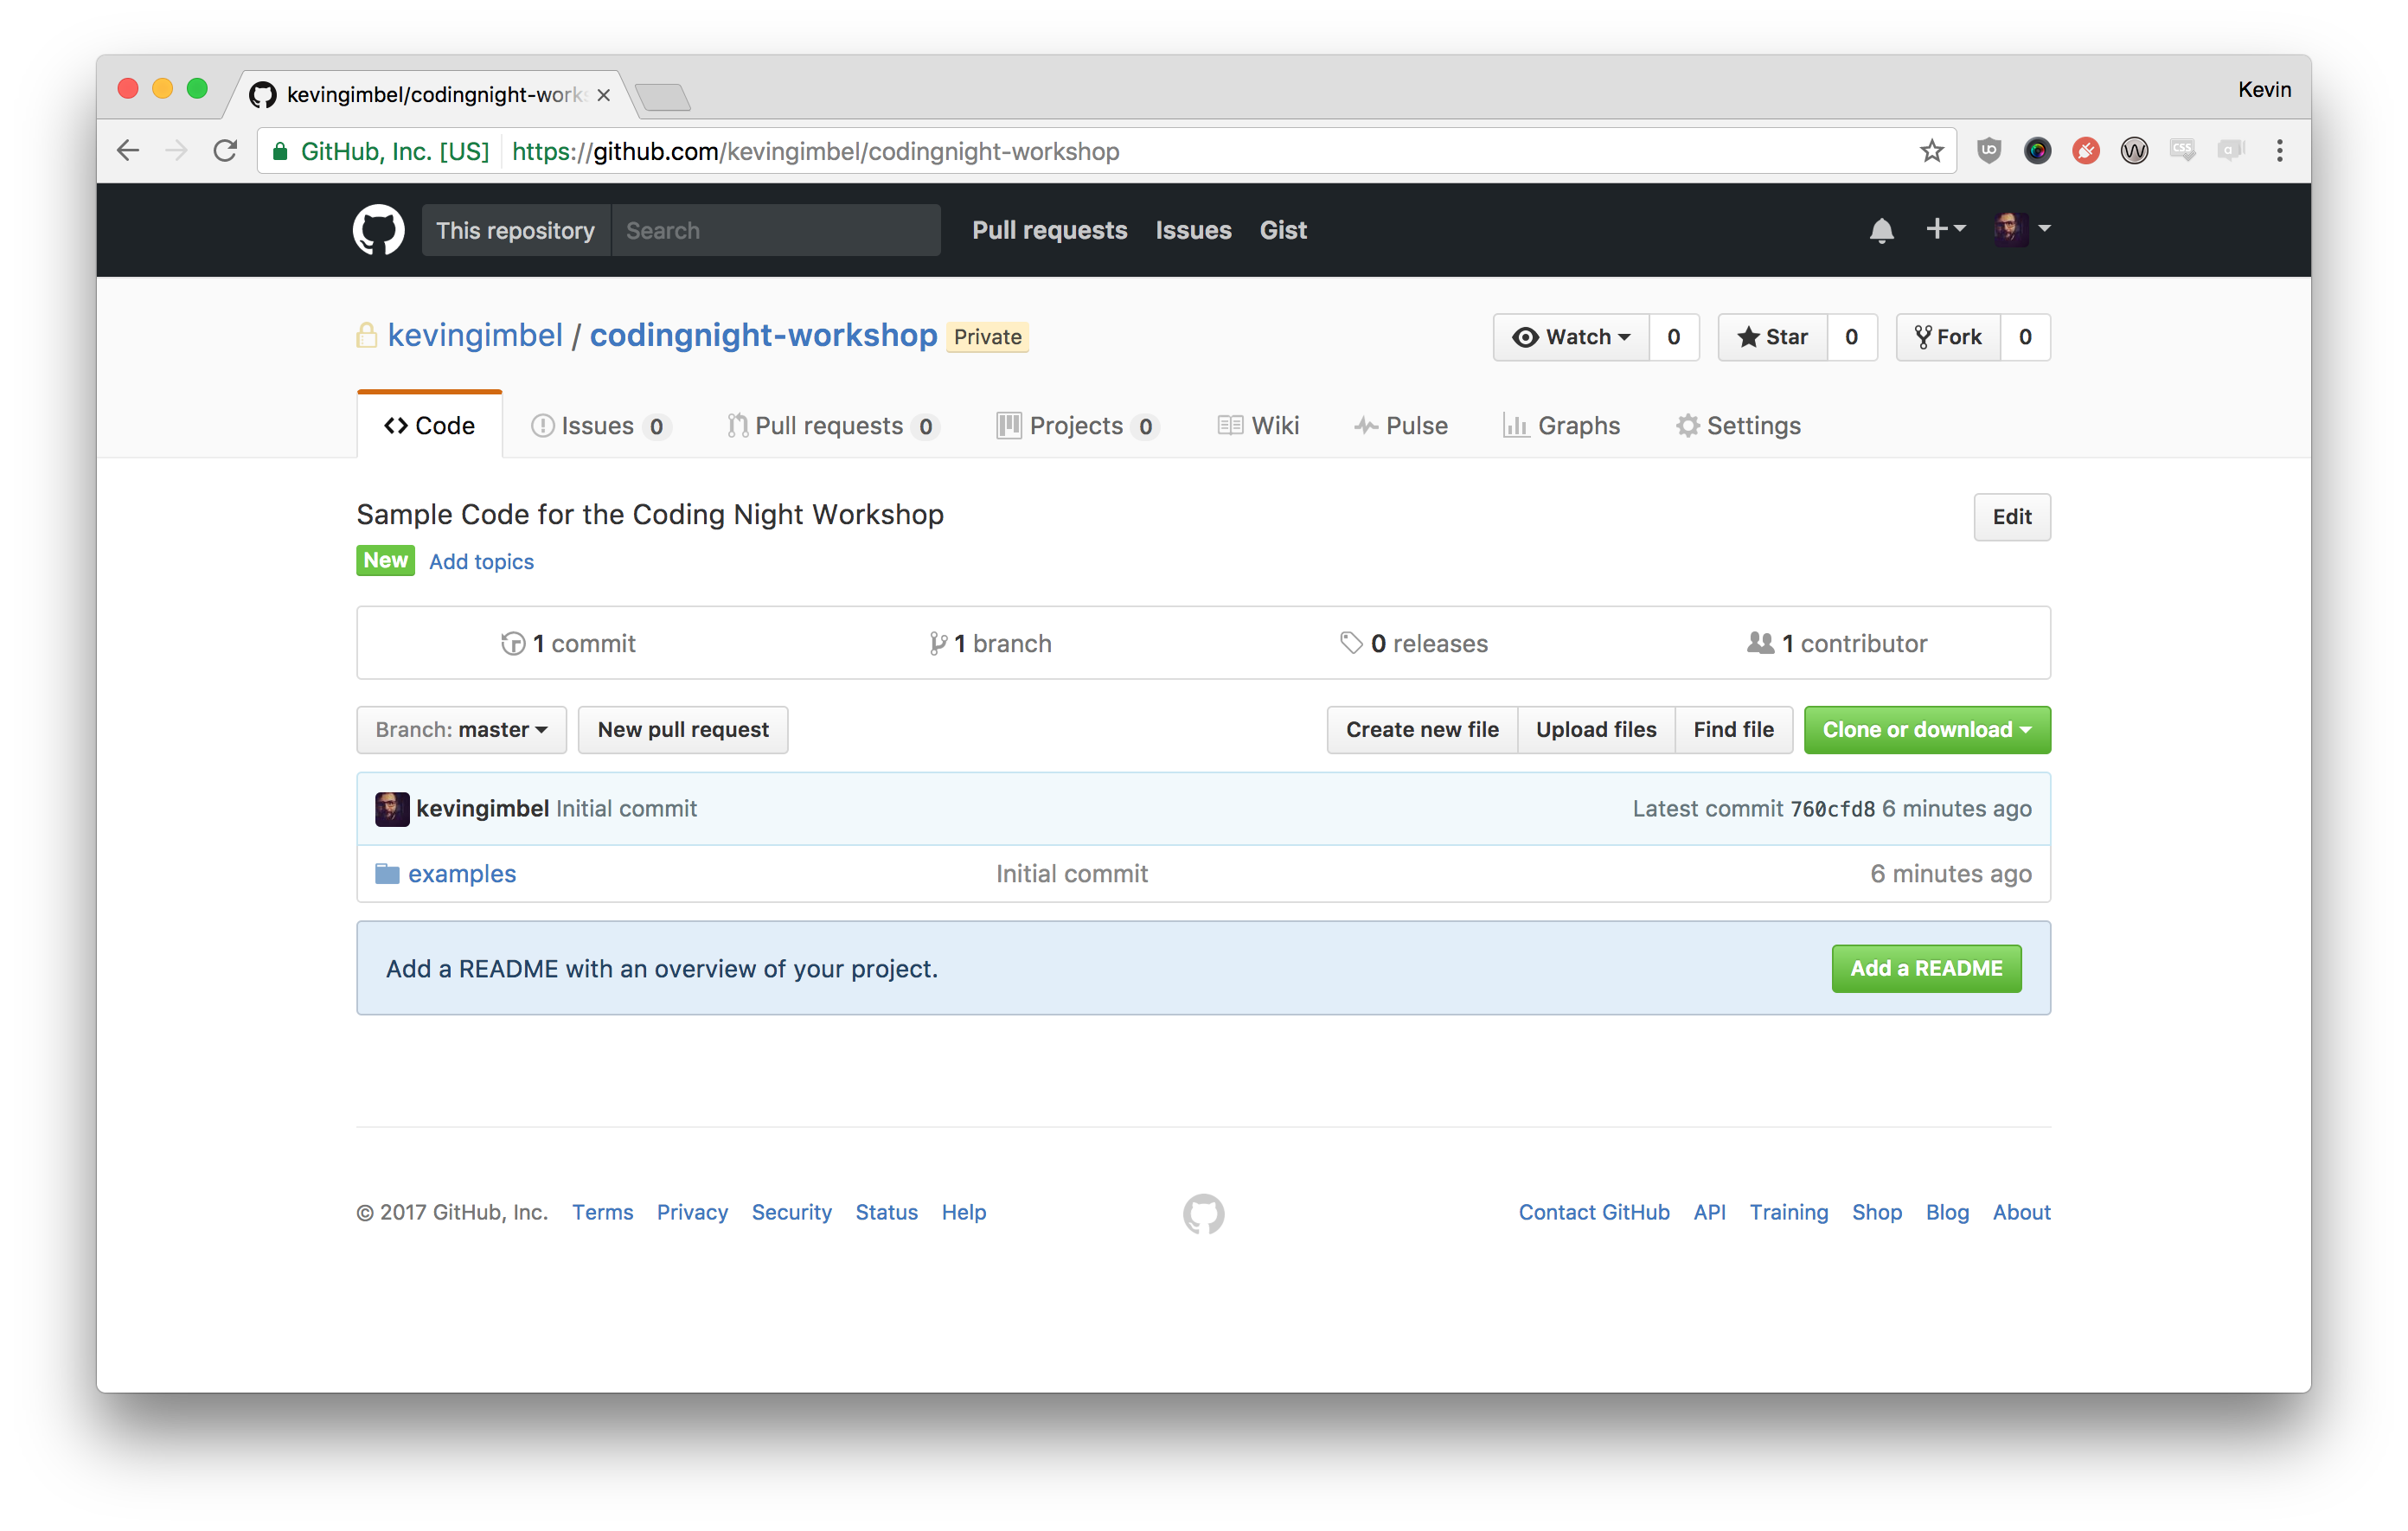 kevingimbel/codingnight-works
Kevin
GitHub, Inc. [US] https://github.com/kevingimbel/codingnight-workshop
This repository Search Pull requests Issues Gist
kevingimbel / codingnight-workshop Private Watch 0 Star 0 Fork 0
Code Issues 0 Pull requests 0 Projects 0 Wiki Pulse Graphs Settings
Sample Code for the Coding Night Workshop Edit
New Add topics
1 commit 1 branch 0 releases 1 contributor
Branch: master New pull request Create new file Upload files Find file Clone or download
kevingimbel Initial commit Latest commit 760cfd8 6 minutes ago
examples Initial commit 6 minutes ago
Add a README with an overview of your project. Add a README
© 2017 GitHub, Inc. Terms Privacy Security Status Help Contact GitHub API Training Shop Blog About